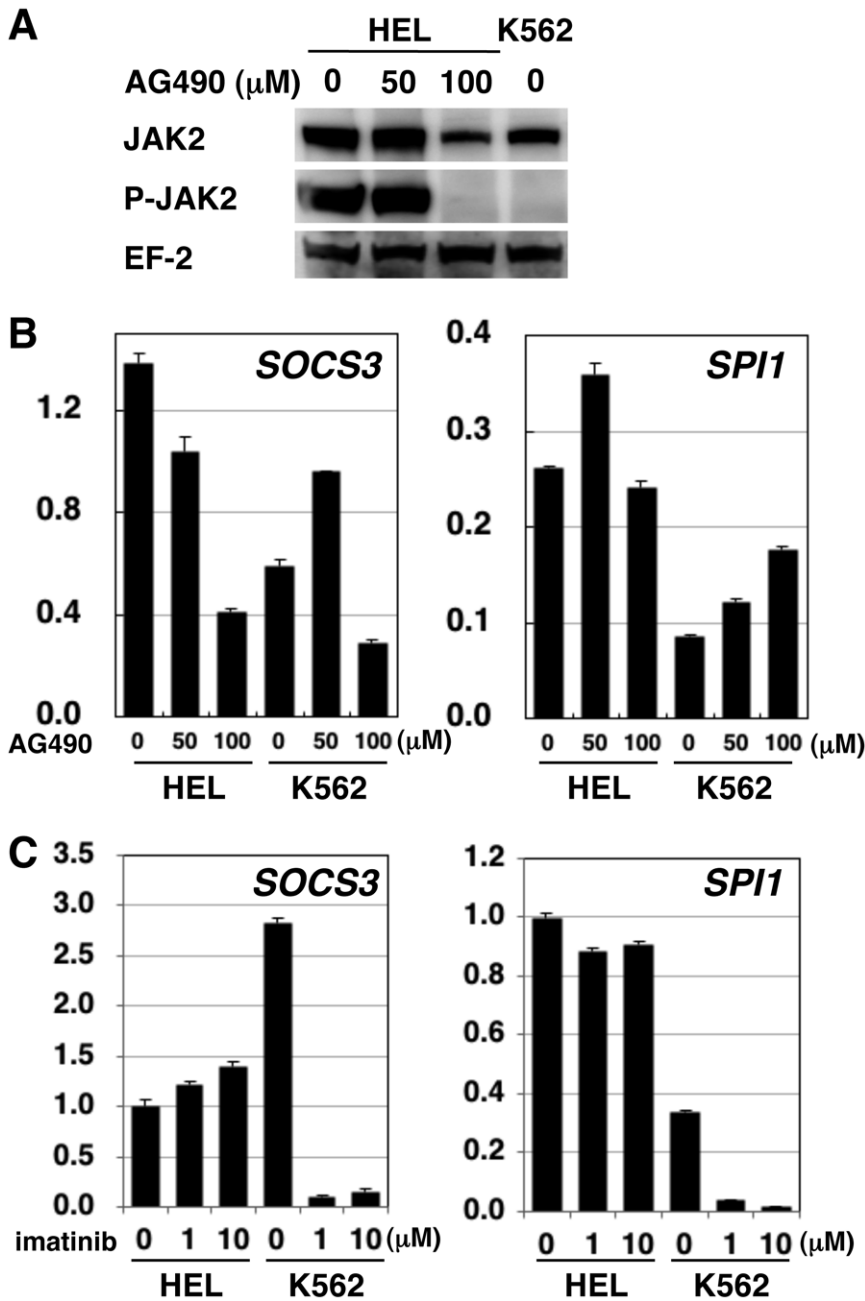 A
HEL K562
AG490 (μM) 0 50 100 0
JAK2
P-JAK2
EF-2
B
SOCS3
1.2
0.8
0.4
0.0
AG490 0 50 100 0 50 100 (μM)
HEL K562
SPI1
0.4
0.3
0.2
0.1
0.0
0 50 100 0 50 100 (μM)
HEL K562
C
SOCS3
3.5
3.0
2.5
2.0
1.5
1.0
0.5
0.0
imatinib 0 1 10 0 1 10 (μM)
HEL K562
SPI1
1.2
1.0
0.8
0.6
0.4
0.2
0.0
0 1 10 0 1 10 (μM)
HEL K562